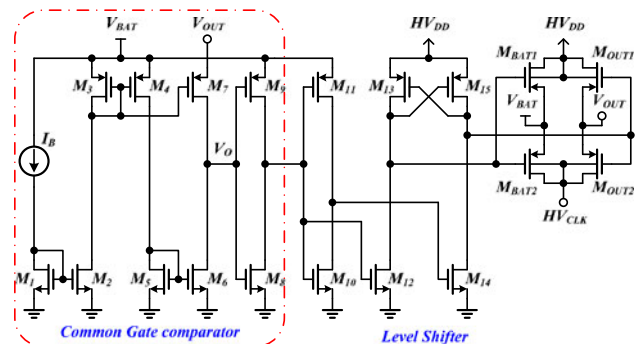 V_BAT V_OUT HV_DD HV_DD
M_BAT1 M_OUT1
M_3 M_4 M_7 M_9 M_11 M_13 M_15
V_BAT V_OUT
I_B V_O
M_BAT2 M_OUT2
HV_CLK
M_1 M_2 M_5 M_6 M_8 M_10 M_12 M_14
Common Gate comparator Level Shifter